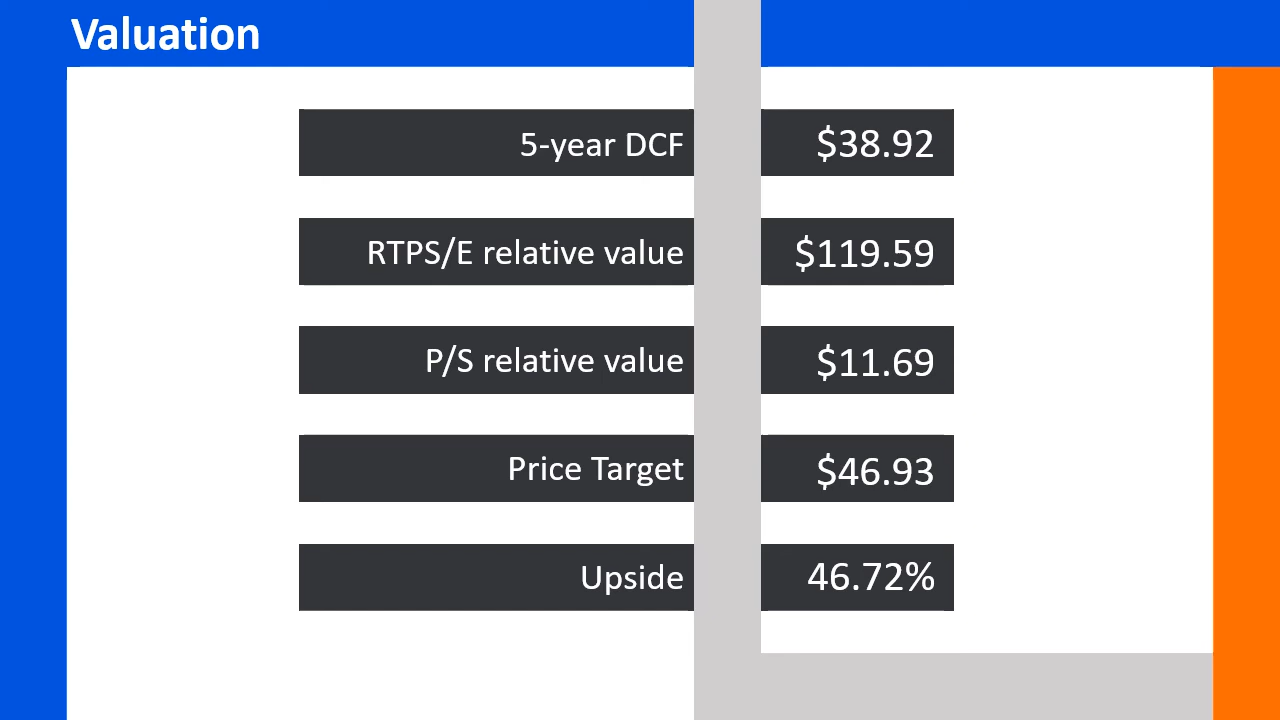 Valuation
5-year DCF $38.92
RTPS/E relative value $119.59
P/S relative value $11.69
Price Target $46.93
Upside 46.72%